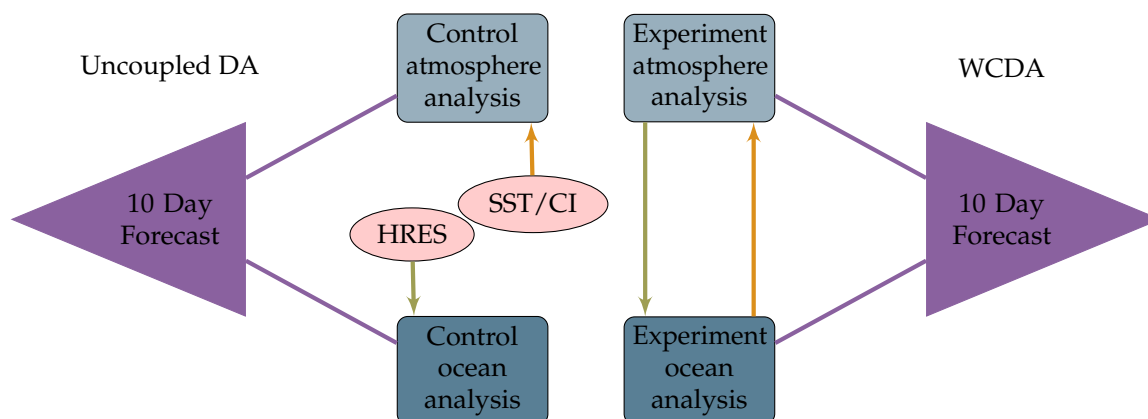 Uncoupled DA
Control
atmosphere
analysis
Experiment
atmosphere
analysis
WCDA
10 Day
Forecast
SST/CI
HRES
10 Day
Forecast
Control
ocean
analysis
Experiment
ocean
analysis